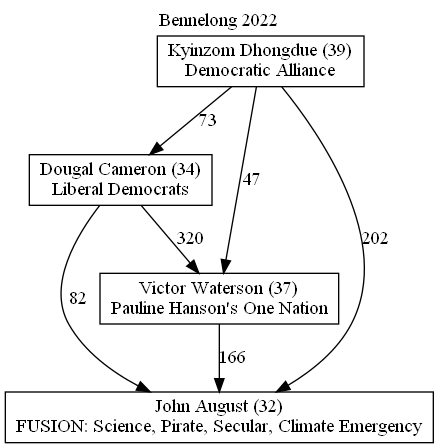 Bennelong 2022
Kyinzom Dhongdue (39)
Democratic Alliance
73
Dougal Cameron (34)
Liberal Democrats
47
320
202
Victor Waterson (37)
Pauline Hanson's One Nation
82
166
John August (32)
FUSION: Science, Pirate, Secular, Climate Emergency